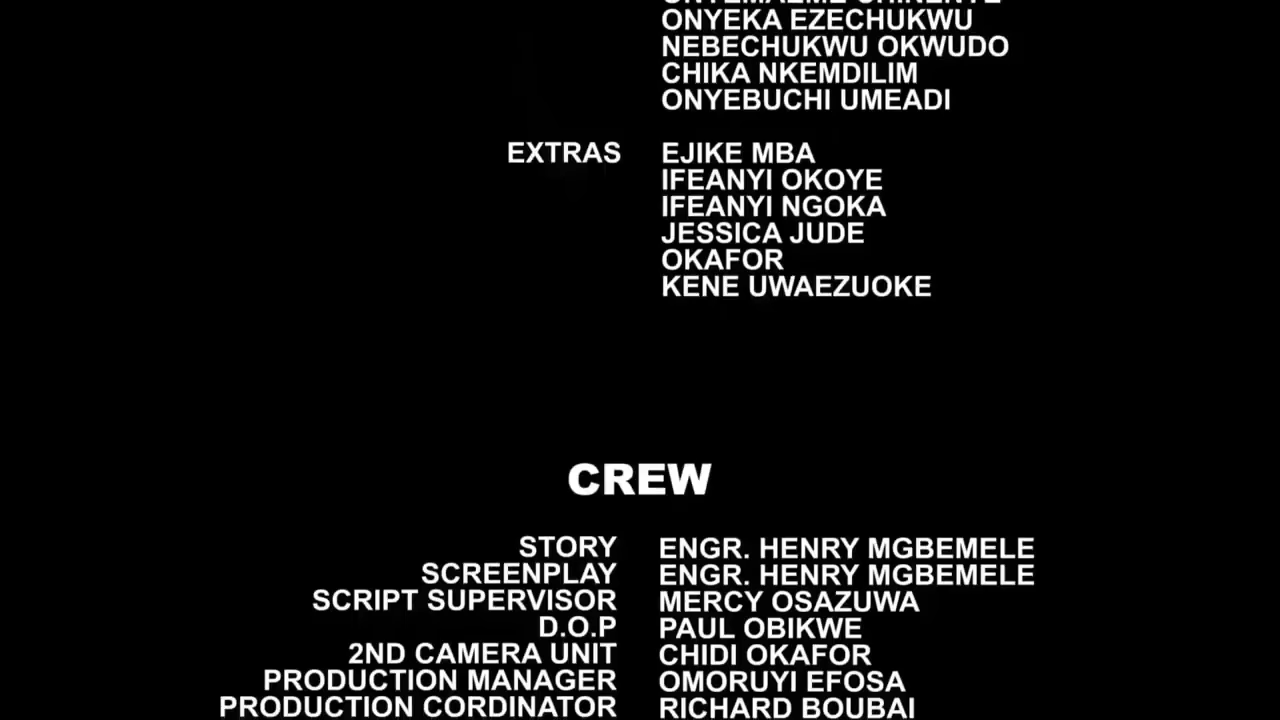 ONYEKA EZECHUKWU
NEBECHUKWU OKWUDO
CHIKA NKEMDILIM
ONYEBUCHI UMEADI
EXTRAS EJIKE MBA
IFEANYI OKOYE
IFEANYI NGOKA
JESSICA JUDE
OKAFOR
KENE UWAEZUOKE
CREW
STORY ENGR. HENRY MGBEMELE
SCREENPLAY ENGR. HENRY MGBEMELE
SCRIPT SUPERVISOR MERCY OSAZUWA
D.O.P PAUL OBIKWE
2ND CAMERA UNIT CHIDI OKAFOR
PRODUCTION MANAGER OMORUYI EFOSA
PRODUCTION CORDINATOR RICHARD BOUBAI